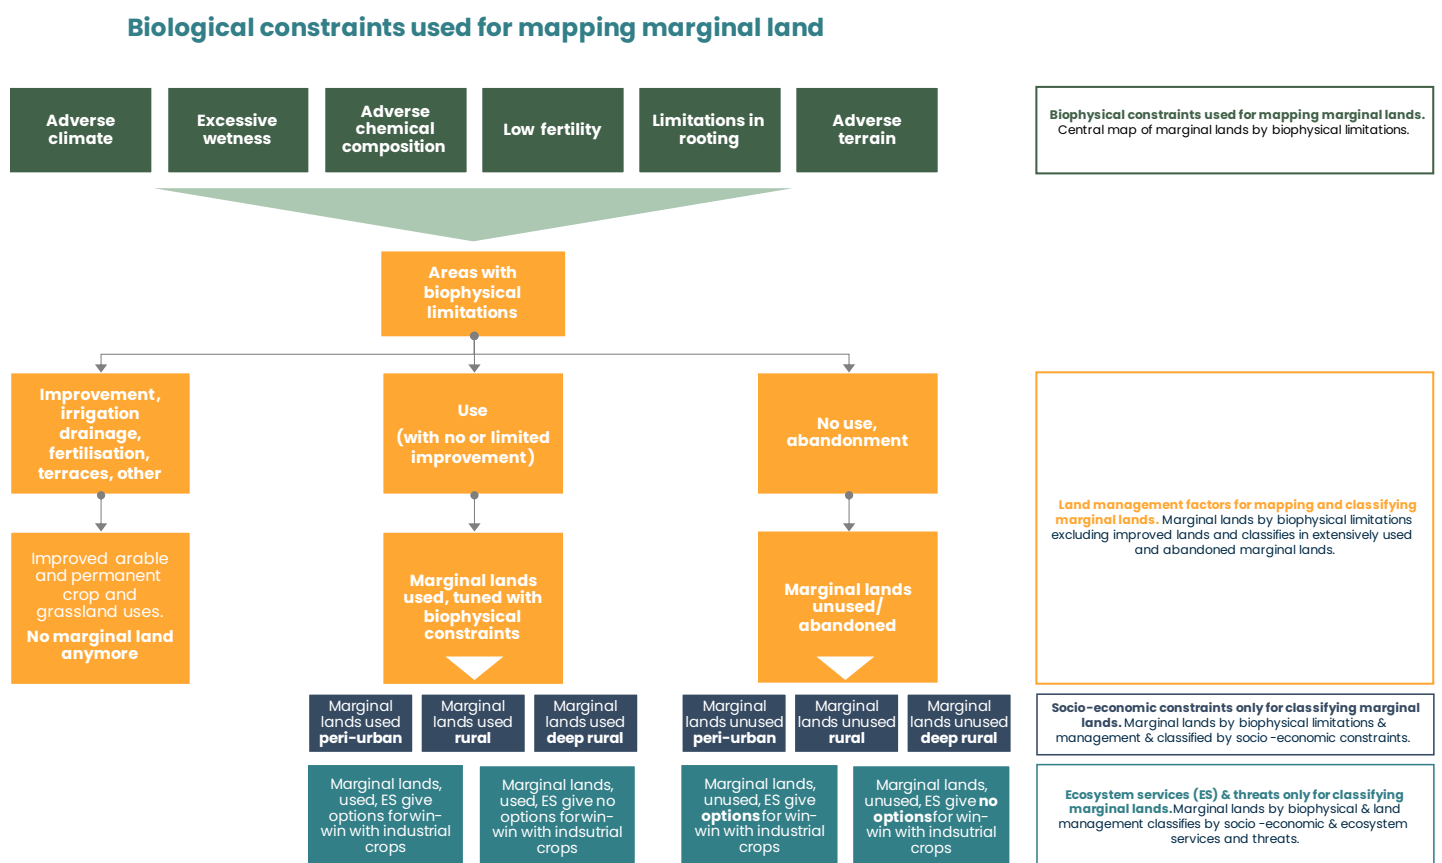 Biological constraints used for mapping marginal land
Adverse
climate
Excessive
wetness
Adverse
chemical
composition
Low fertility
Limitations in
rooting
Adverse
terrain
Biophysical constraints used for mapping marginal lands.
Central map of marginal lands by biophysical limitations.
Areas with
biophysical
limitations
Improvement,
irrigation
drainage,
fertilisation,
terraces, other
Use
(with no or limited
improvement)
No use,
abandonment
Improved arable
and permanent
crop and
grassland uses.
No marginal land
anymore
Marginal lands
used, tuned with
biophysical
constraints
Marginal lands
unused/
abandoned
Land management factors for mapping and classifying
marginal lands. Marginal lands by biophysical limitations
excluding improved lands and classifies in extensively used
and abandoned marginal lands.
Marginal
lands used
peri-urban
Marginal
lands used
rural
Marginal
lands used
deep rural
Marginal
lands unused
peri-urban
Marginal
lands unused
rural
Marginal
lands unused
deep rural
Socio-economic constraints only for classifying marginal
lands. Marginal lands by biophysical limitations &
management & classified by socio -economic constraints.
Marginal lands,
used, ES give
options for win-
win with industrial
crops
Marginal lands,
used, ES give no
options for win-
win with indsutrial
crops
Marginal lands,
unused, ES give
options for win-
win with industrial
crops
Marginal lands,
unused, ES give no
options for win-
win with indsutrial
crops
Ecosystem services (ES) & threats only for classifying
marginal lands. Marginal lands by biophysical & land
management classifies by socio -economic & ecosystem
services and threats.